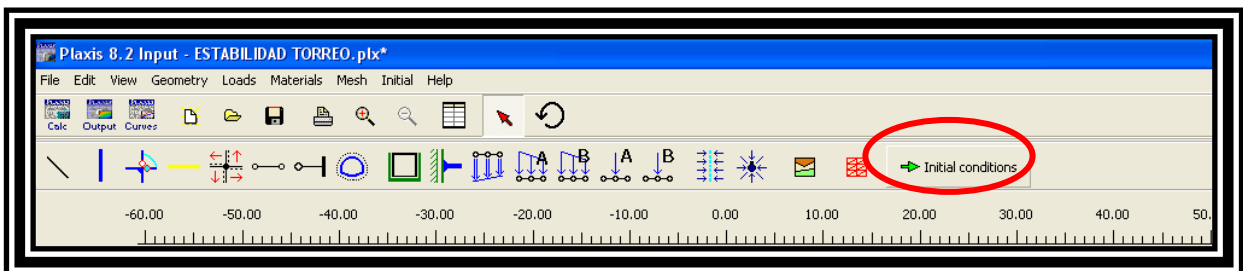 Plaxis 8.2 Input - ESTABILIDAD TORREO.plx*
File Edit View Geometry Loads Materials Mesh Initial Help
Calc Output Curves
A B A B Initial conditions
-60.00 -50.00 -40.00 -30.00 -20.00 -10.00 0.00 10.00 20.00 30.00 40.00 50.